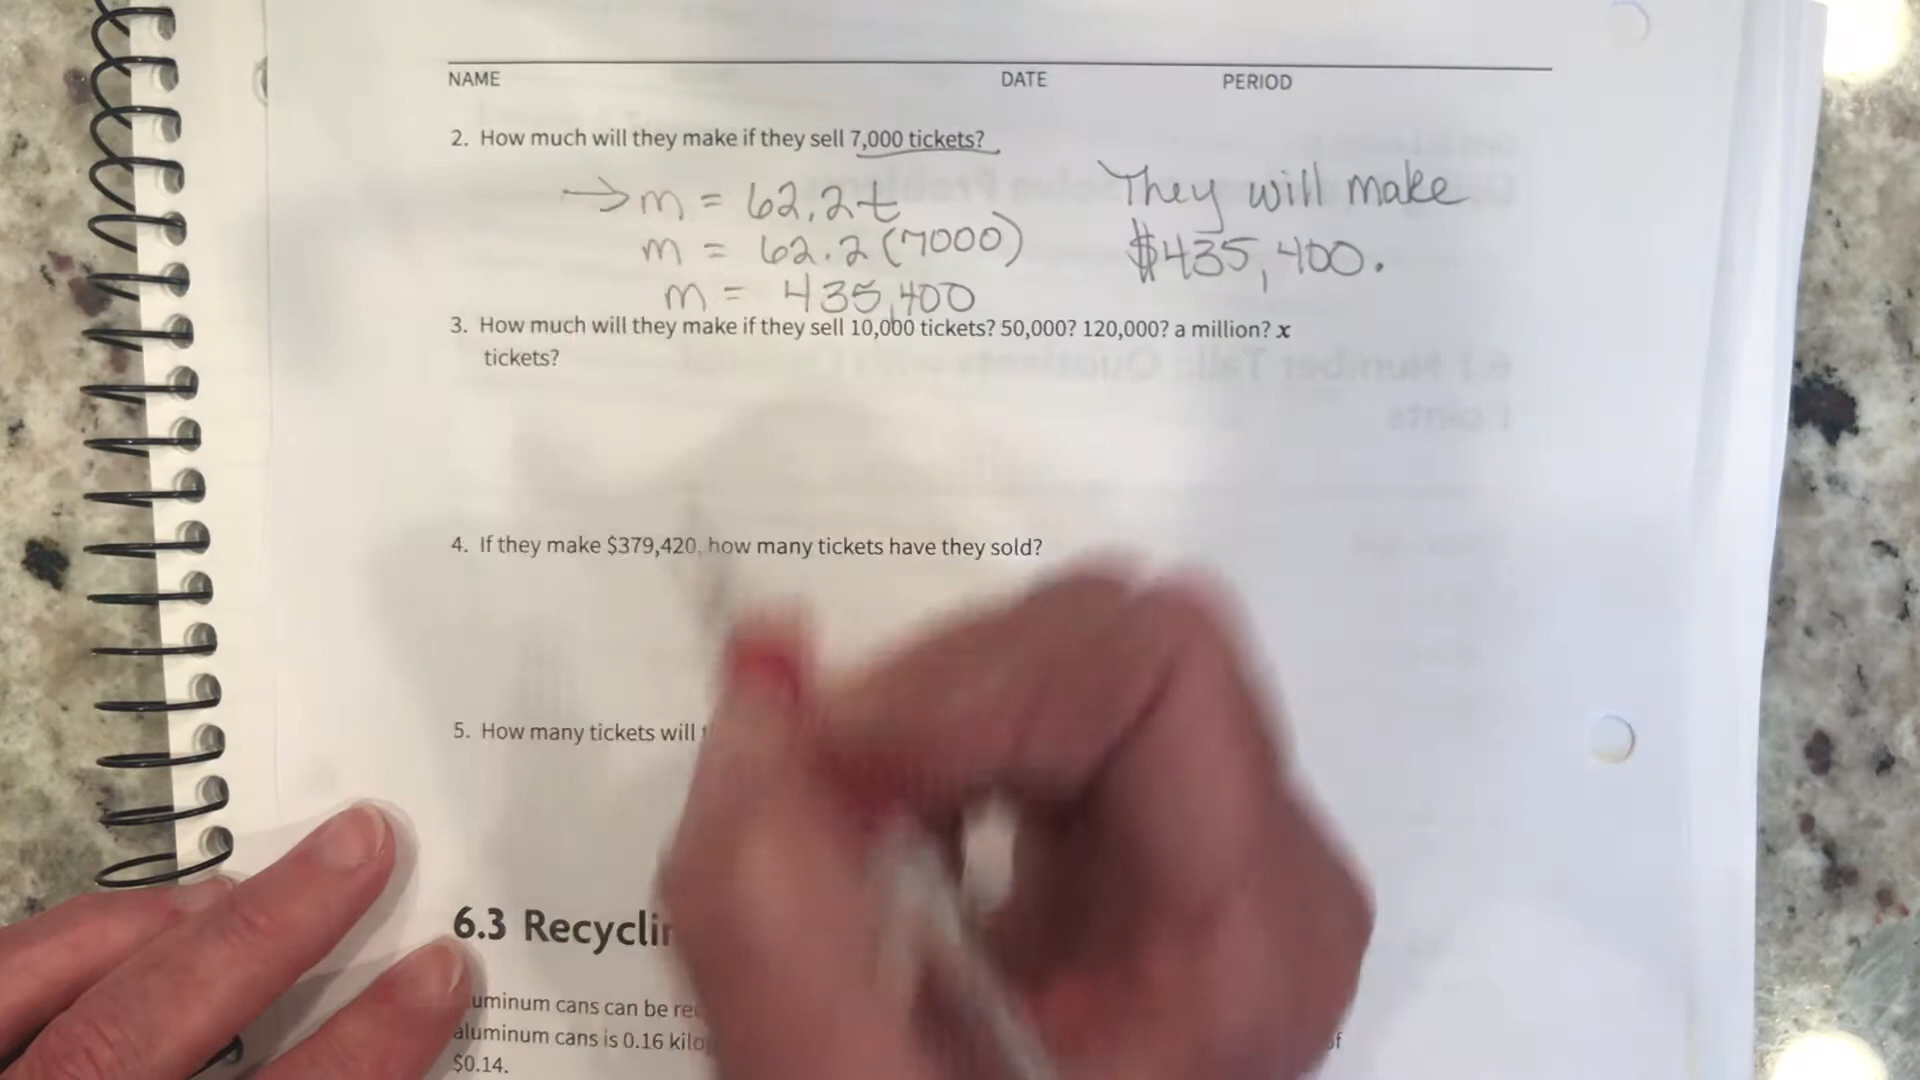 NAME DATE PERIOD
2. How much will they make if they sell 7,000 tickets?
→ m = 62.2t
m = 62.2(7000)
m = 435,400
They will make
$435,400.
3. How much will they make if they sell 10,000 tickets? 50,000? 120,000? a million? x
tickets?
4. If they make $379,420, how many tickets have they sold?
5. How many tickets will
6.3
uminum cans can be
aluminum cans is 0.16
$0.14.